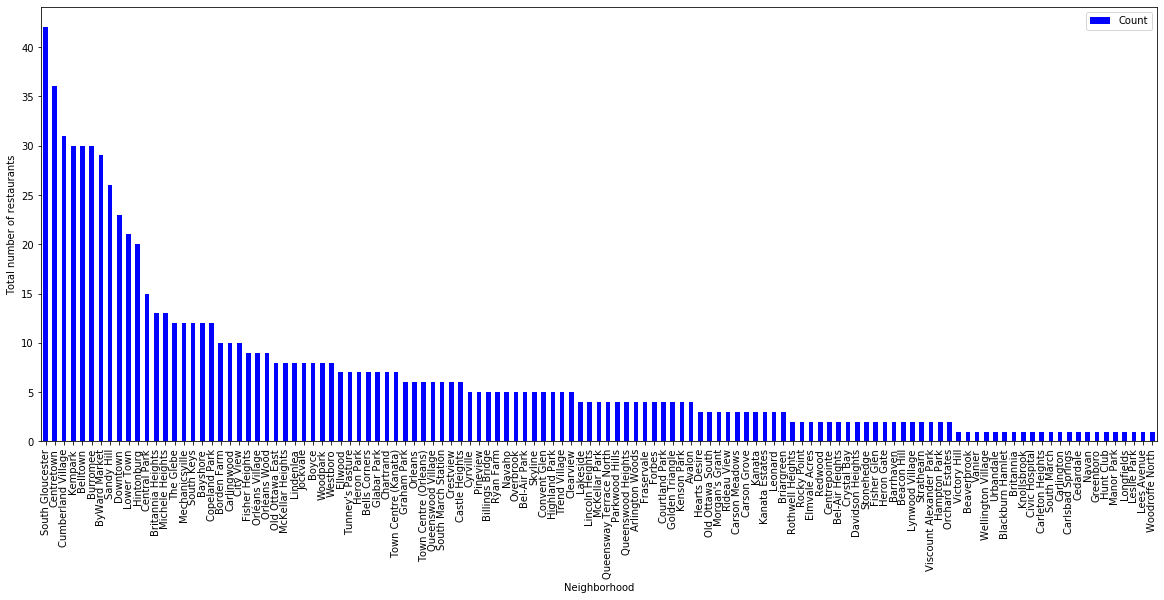 Count
Total number of restaurants
40
35
30
25
20
15
10
5
0
South Gloucester
Centretown
Cumberland Village
Kempark
Belltown
Burgomee
ByWard Market
Sandy Hill
Downtown
Lower Town
Hintonburg
Central Park
Britannia Heights
Michele Heights
The Glebe
Mechanicsville
South Keys
Bayshore
Copeland Park
Borden Farm
Carlingwood
City View
Fisher Heights
Orléans Village
Orleans Wood
Old Ottawa East
McKellar Heights
Lindenlea
Jockvale
Boyce
Woodpark
Westboro
Elwood
Tunney's Pasture
Heron Park
Bells Corners
Glabar Park
Chartrand
Town Centre (Kanata)
Graham Park
Orleans
Town Centre (Orleans)
Queenswood Village
South March Station
Crestview
Castle Heights
Cyrville
Pineview
Billings Bridge
Ryan Farm
Navaho
Overbrook
Bel-Air Park
Skyline
Convent Glen
Highland Park
Trend Village
Clearview
Lakeside
Lincoln Heights
McKellar Park
Queensway Terrace North
Parkwood Hills
Queenswood Heights
Arlington Woods
Fraservale
Forbes
Courtland Park
Golden Triangle
Kenson Park
Avalon
Hearts Desire
Old Ottawa South
Morgan's Grant
Rideau View
Carson Meadows
Carson Grove
Kanata
Kanata Estates
Leonard
Briargreen
Rothwell Heights
Ricky Ravine
Elmvale Acres
Redwood
Centrepointe
Bel-Air Heights
Crystal Bay
Davidson Heights
Stonehedge
Fisher Glen
Heron Gate
Barrhaven
Beacon Hill
Lynwood Village
Strathearn
Viscount Alexander Park
Hampton Park
Orchard Estates
Victory Hill
Beaverbrook
Vanier
Wellington Village
Urbandale
Blackburn Hamlet
Britannia
Knollsbrook
Civic Hospital
Carleton Heights
South March
Carlington
Carlsbad Springs
Cedardale
Navan
Greenboro
Hunt Club
Manor Park
Leslie Park
Longfields
Lees Avenue
Woodroffe North
Neighborhood